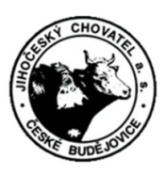 JIHOČESKÝ CHOVATEL a. s.
ČESKÉ BUDĚJOVICE